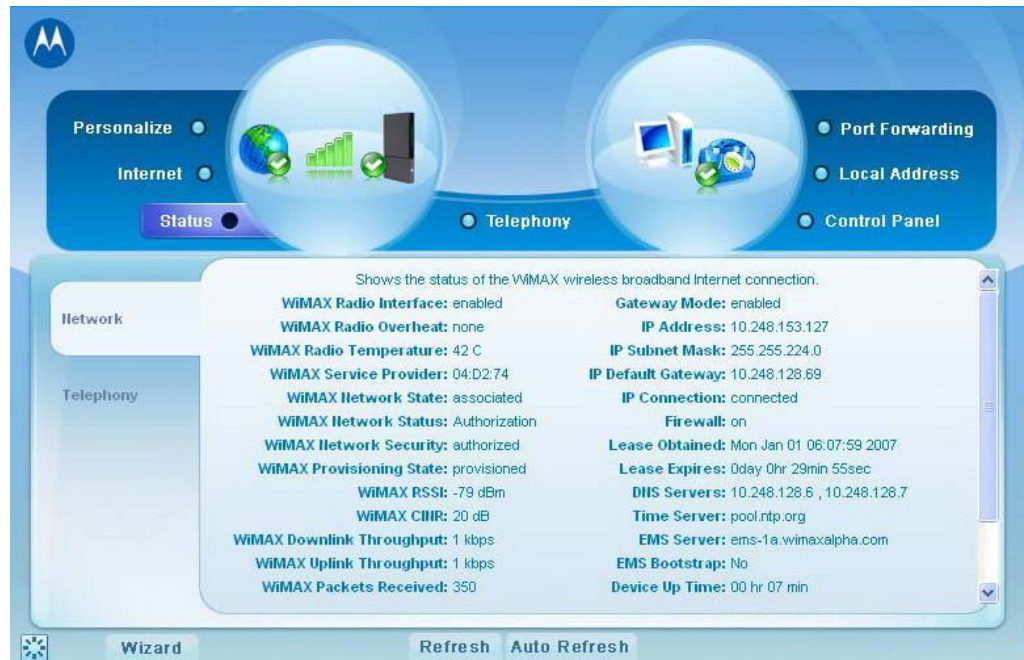 Personalize
Internet
Status
Telephony
Port Forwarding
Local Address
Control Panel
Network
Telephony
Shows the status of the WiMAX wireless broadband Internet connection.
WiMAX Radio Interface: enabled
WiMAX Radio Overheat: none
WiMAX Radio Temperature: 42 C
WiMAX Service Provider: 04:D2:74
WiMAX Network State: associated
WiMAX Network Status: Authorization
WiMAX Network Security: authorized
WiMAX Provisioning State: provisioned
WiMAX RSSI: -79 dBm
WiMAX CINR: 20 dB
WiMAX Downlink Throughput: 1 kbps
WiMAX Uplink Throughput: 1 kbps
WiMAX Packets Received: 350
Gateway Mode: enabled
IP Address: 10.248.153.127
IP Subnet Mask: 255.255.224.0
IP Default Gateway: 10.248.128.69
IP Connection: connected
Firewall: on
Lease Obtained: Mon Jan 01 06:07:59 2007
Lease Expires: 0day 0hr 29min 55sec
DNS Servers: 10.248.128.6 , 10.248.128.7
Time Server: pool.ntp.org
EMS Server: ems-1a.wimaxalpha.com
EMS Bootstrap: No
Device Up Time: 00 hr 07 min
Wizard
Refresh
Auto Refresh